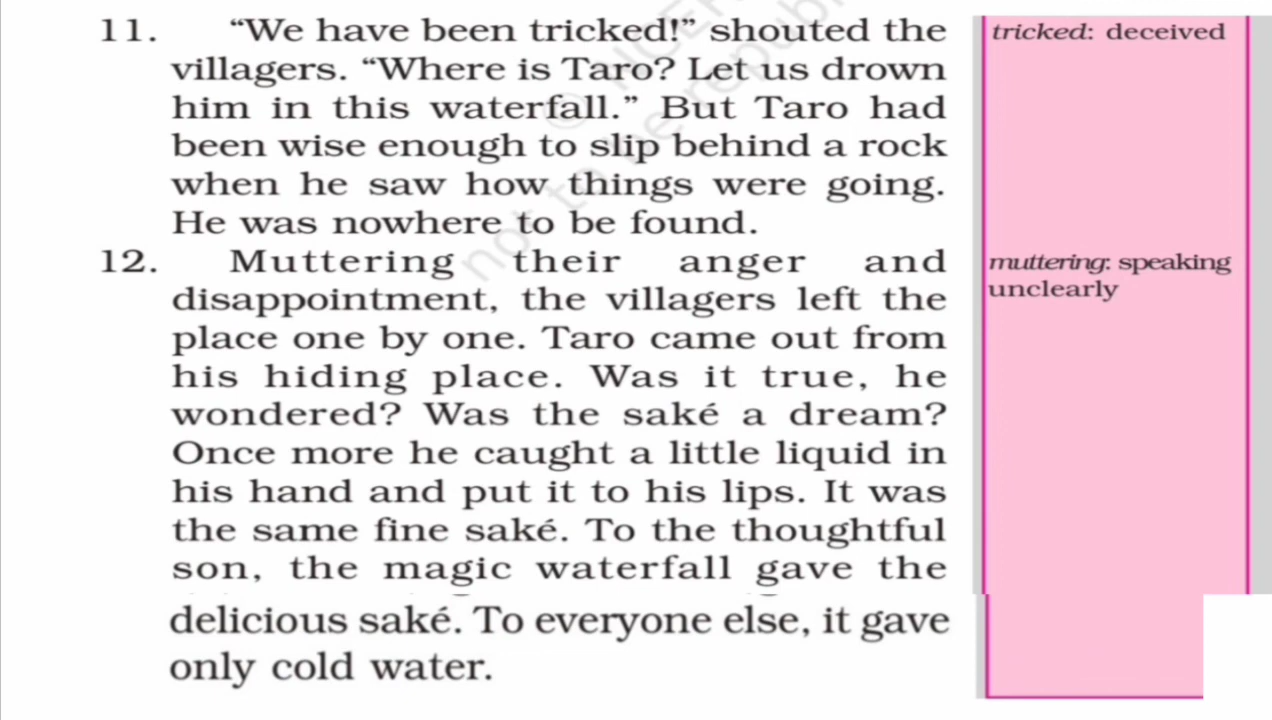 11. “We have been tricked!” shouted the
villagers. “Where is Taro? Let us drown
him in this waterfall.” But Taro had
been wise enough to slip behind a rock
when he saw how things were going.
He was nowhere to be found.
12. Muttering their anger and
disappointment, the villagers left the
place one by one. Taro came out from
his hiding place. Was it true, he
wondered? Was the saké a dream?
Once more he caught a little liquid in
his hand and put it to his lips. It was
the same fine saké. To the thoughtful
son, the magic waterfall gave the
delicious saké. To everyone else, it gave
only cold water.
tricked: deceived
muttering: speaking
unclearly
© NCER
not to be republ